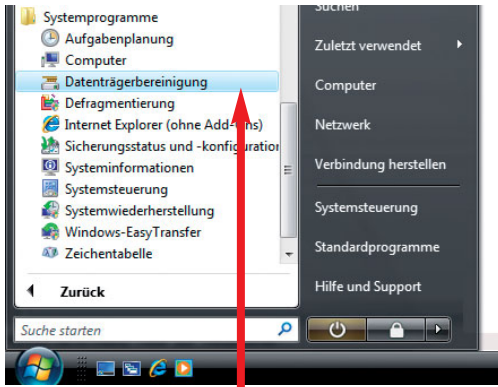 Systemprogramme
Aufgabenplanung
Computer
Datenträgerbereinigung
Defragmentierung
Internet Explorer (ohne Add-Ons)
Sicherungsstatus und -konfiguration
Systeminformationen
Systemsteuerung
Systemwiederherstellung
Windows-EasyTransfer
Zeichentabelle
Zurück
Suche starten
Suchen
Zuletzt verwendet
Computer
Netzwerk
Verbindung herstellen
Systemsteuerung
Standardprogramme
Hilfe und Support